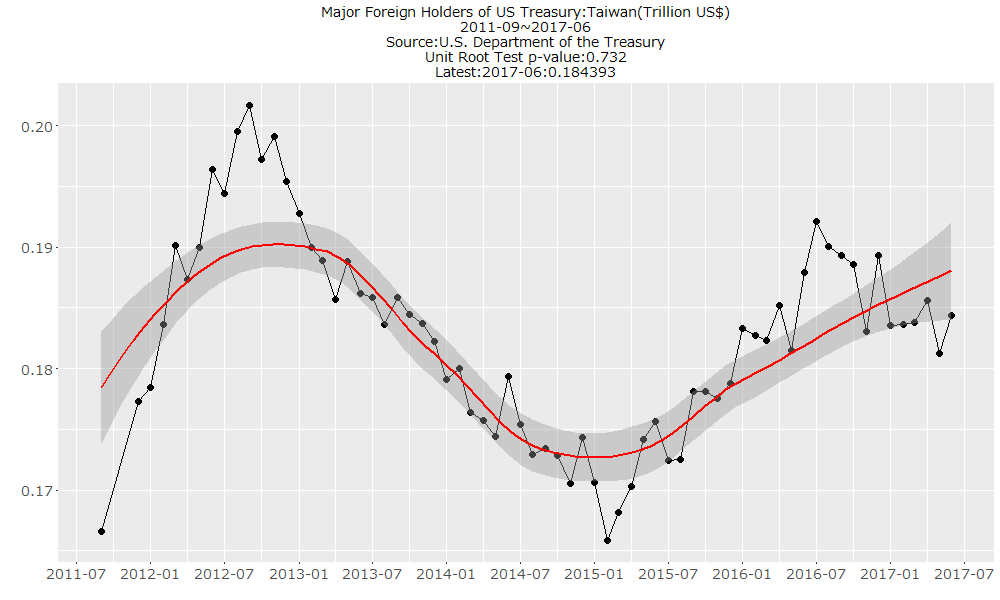 Major Foreign Holders of US Treasury:Taiwan(Trillion US$)
2011-09~2017-06
Source:U.S. Department of the Treasury
Unit Root Test p-value:0.732
Latest:2017-06:0.184393
0.20
0.19
0.18
0.17
2011-07 2012-01 2012-07 2013-01 2013-07 2014-01 2014-07 2015-01 2015-07 2016-01 2016-07 2017-01 2017-07